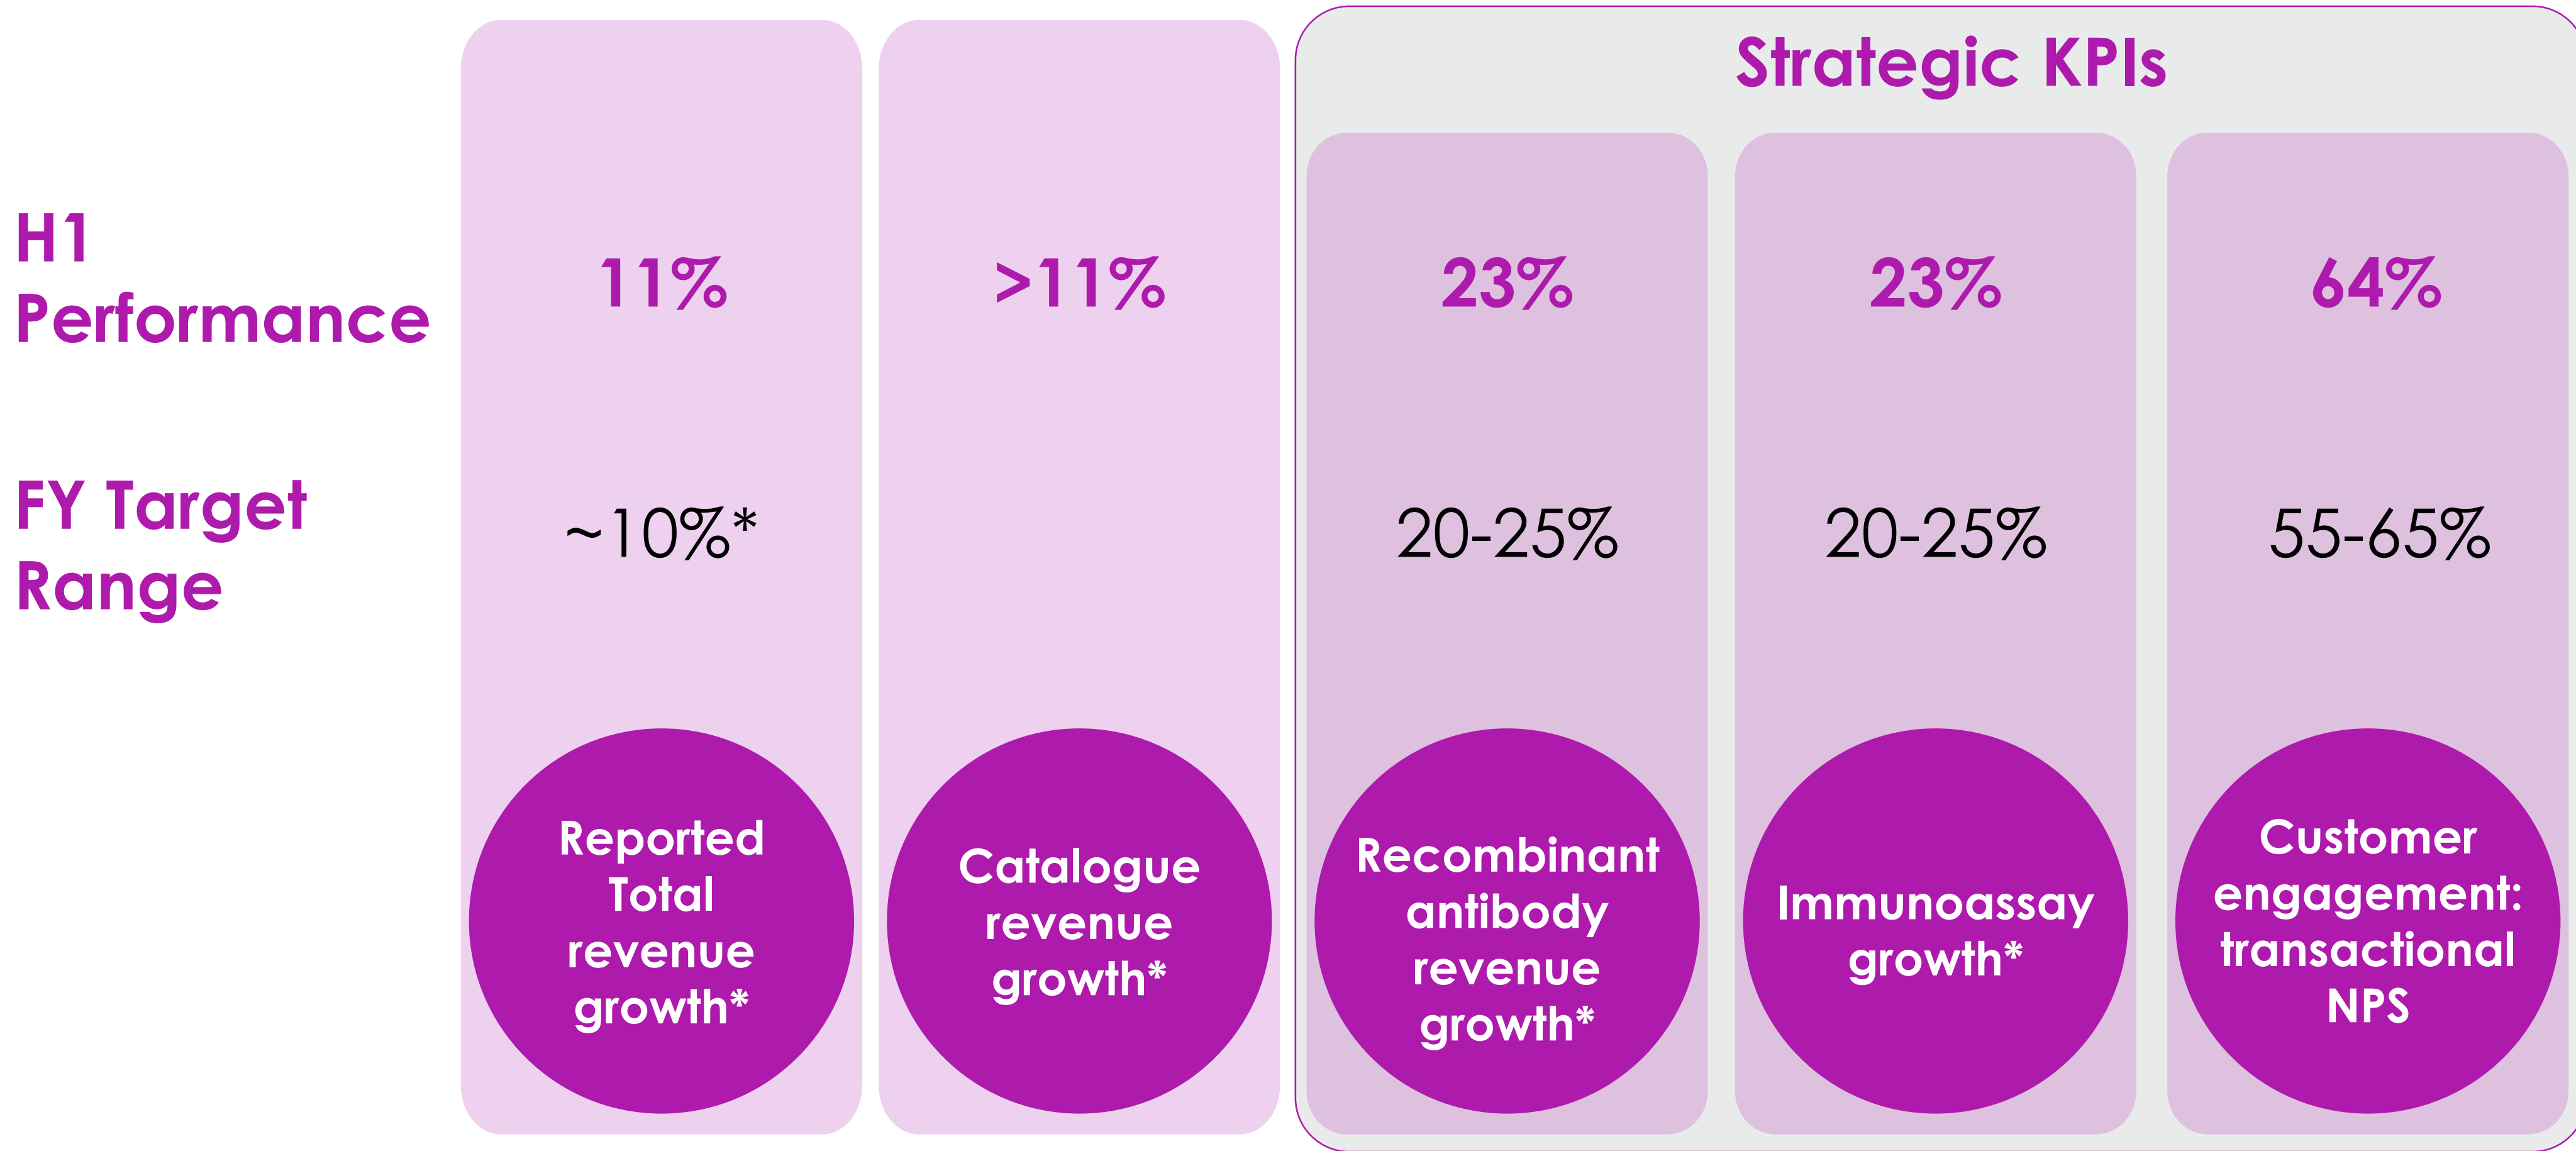 Strategic KPIs
H1
Performance
11%
>11%
23%
23%
64%
FY Target
Range
~10%*
20-25%
20-25%
55-65%
Reported
Total
revenue
growth*
Catalogue
revenue
growth*
Recombinant
antibody
revenue
growth*
Immunoassay
growth*
Customer
engagement:
transactional
NPS